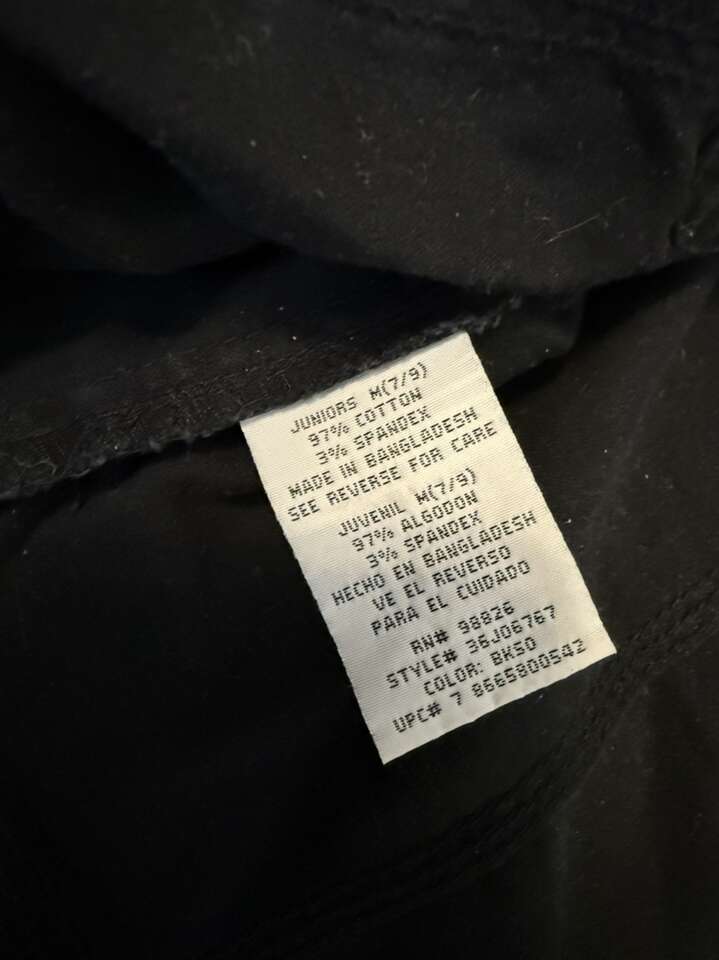 JUNIORS M(7/9)
97% COTTON
3% SPANDEX
MADE IN BANGLADESH
SEE REVERSE FOR CARE
JUVENIL M(7/9)
97% ALGODON
3% SPANDEX
HECHO EN BANGLADESH
VE EL REVERSO
PARA EL CUIDADO
RN# 98826
STYLE# 36J06767
COLOR: BKSO
UPC# 7 8665800542